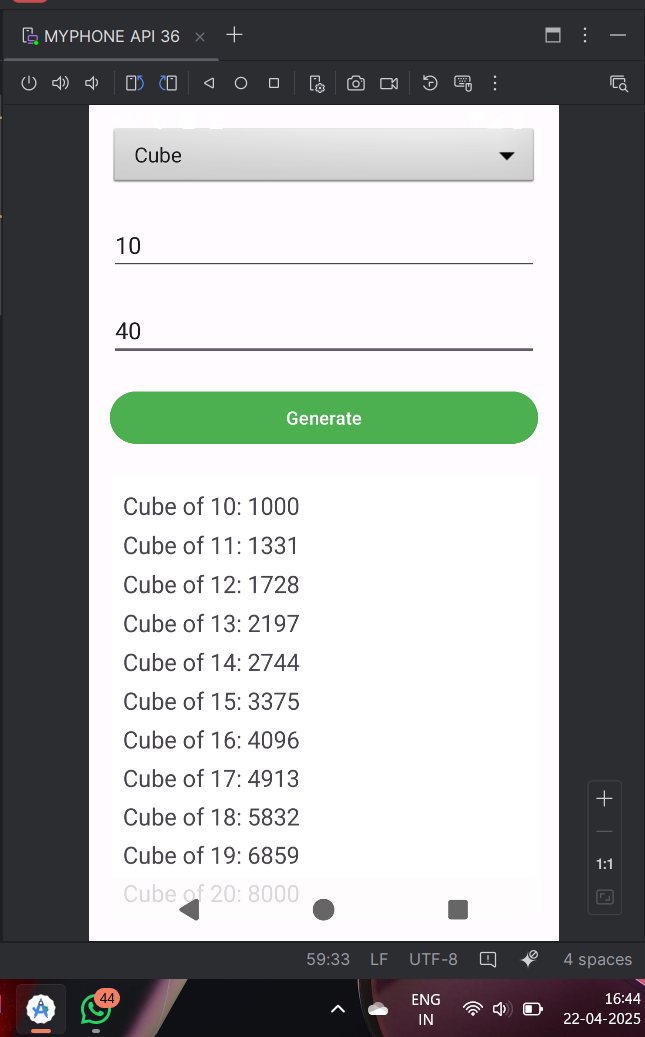 MYPHONE API 36
Cube
10
40
Generate
Cube of 10: 1000
Cube of 11: 1331
Cube of 12: 1728
Cube of 13: 2197
Cube of 14: 2744
Cube of 15: 3375
Cube of 16: 4096
Cube of 17: 4913
Cube of 18: 5832
Cube of 19: 6859
Cube of 20: 8000
1:1
59:33 LF UTF-8 4 spaces
44
ENG
IN
16:44
22-04-2025